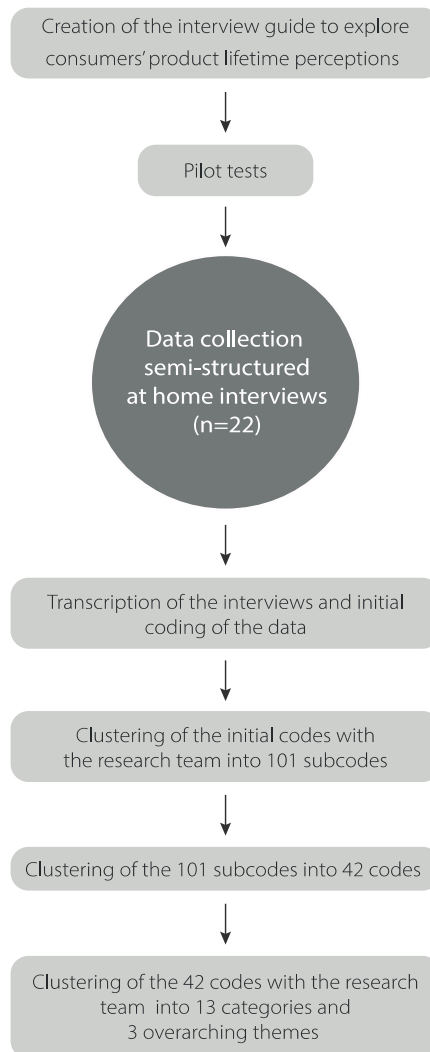 Creation of the interview guide to explore
consumers' product lifetime perceptions
Pilot tests
Data collection
semi-structured
at home interviews
(n=22)
Transcription of the interviews and initial
coding of the data
Clustering of the initial codes with
the research team into 101 subcodes
Clustering of the 101 subcodes into 42 codes
Clustering of the 42 codes with the research
team into 13 categories and
3 overarching themes